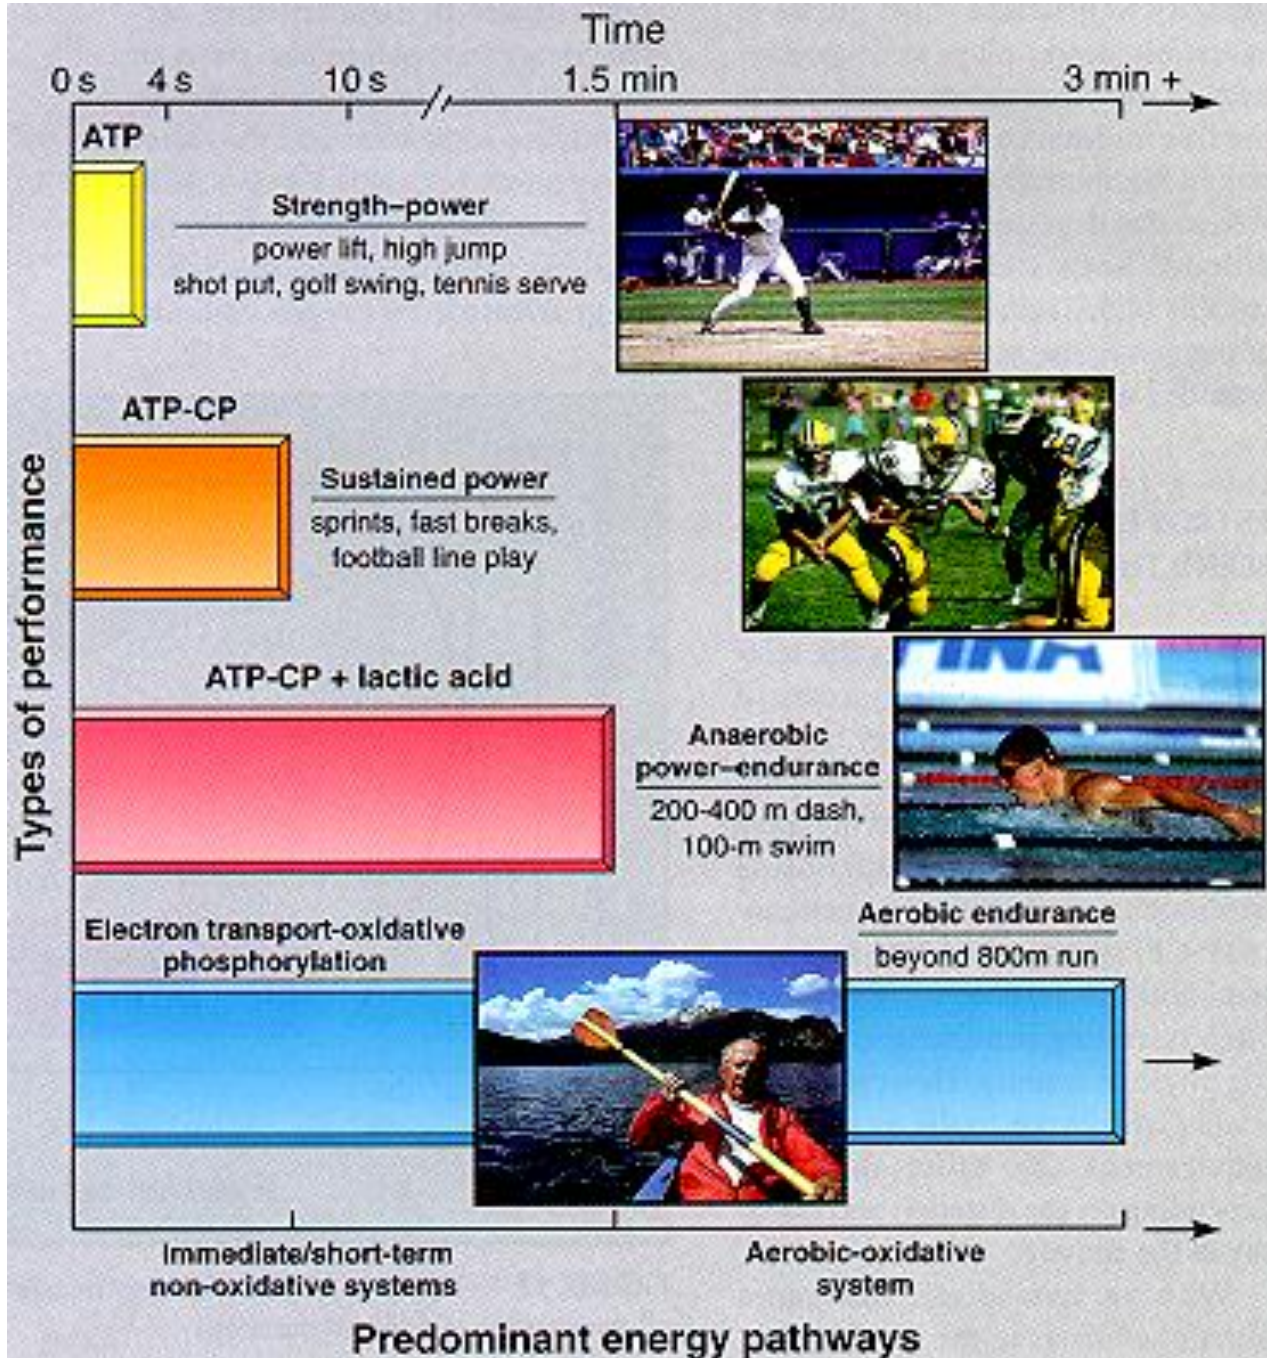 Time
0 s 4 s 10 s 1.5 min 3 min +
ATP
Strength–power
power lift, high jump
shot put, golf swing, tennis serve
ATP-CP
Sustained power
sprints, fast breaks,
football line play
Types of performance
ATP-CP + lactic acid
Anaerobic
power–endurance
200-400 m dash,
100-m swim
INA
Electron transport-oxidative
phosphorylation
Aerobic endurance
beyond 800m run
Immediate/short-term
non-oxidative systems
Aerobic-oxidative
system
Predominant energy pathways